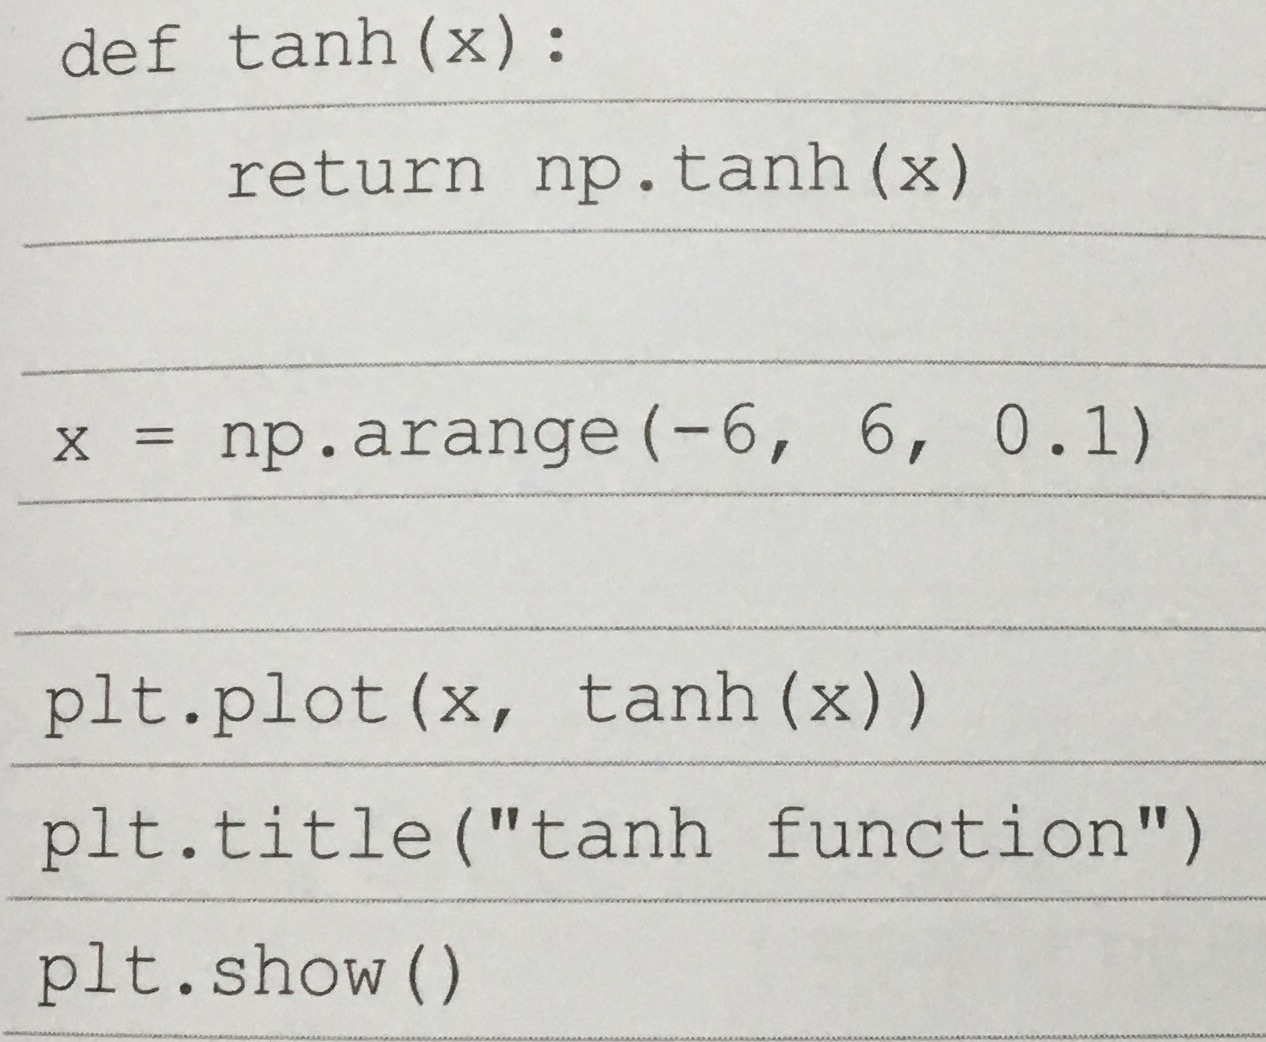 def tanh(x):
    return np.tanh(x)
x = np.arange(-6, 6, 0.1)
plt.plot(x, tanh(x))
plt.title("tanh function")
plt.show()